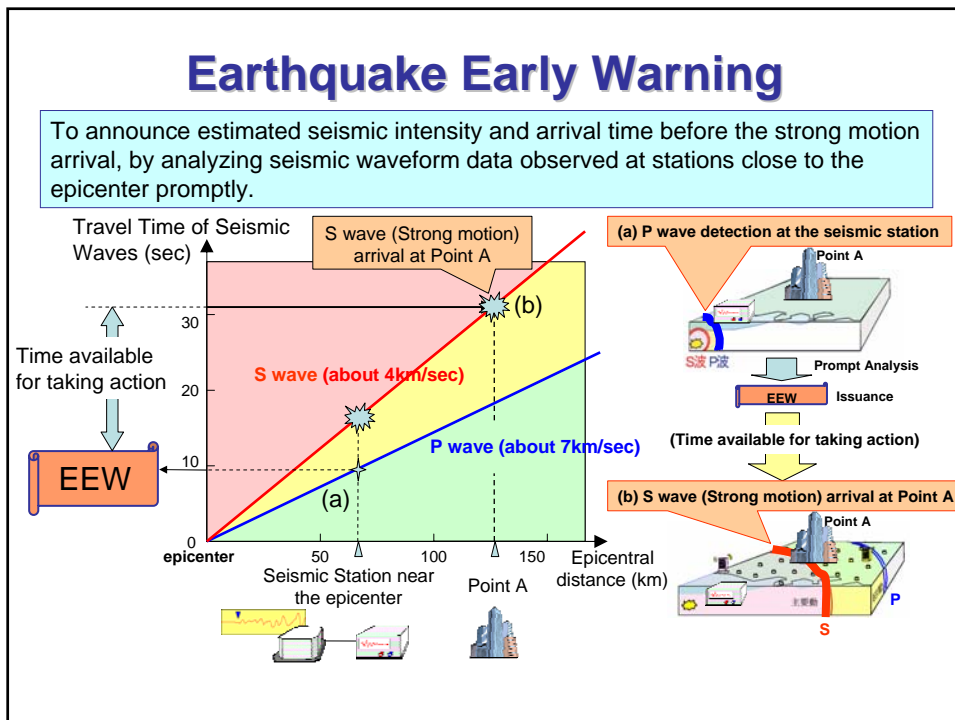 Earthquake Early Warning
To announce estimated seismic intensity and arrival time before the strong motion
arrival, by analyzing seismic waveform data observed at stations close to the
epicenter promptly.
Travel Time of Seismic
Waves (sec)
S wave (Strong motion)
arrival at Point A
(b)
30
Time available
for taking action
S wave (about 4km/sec)
20
P wave (about 7km/sec)
10
EEW
(a)
0
epicenter
50
100
150
Epicentral
distance (km)
Seismic Station near
the epicenter
Point A
(a) P wave detection at the seismic station
Point A
S波 P波
Prompt Analysis
EEW
Issuance
(Time available for taking action)
(b) S wave (Strong motion) arrival at Point A
Point A
主要動
P
S